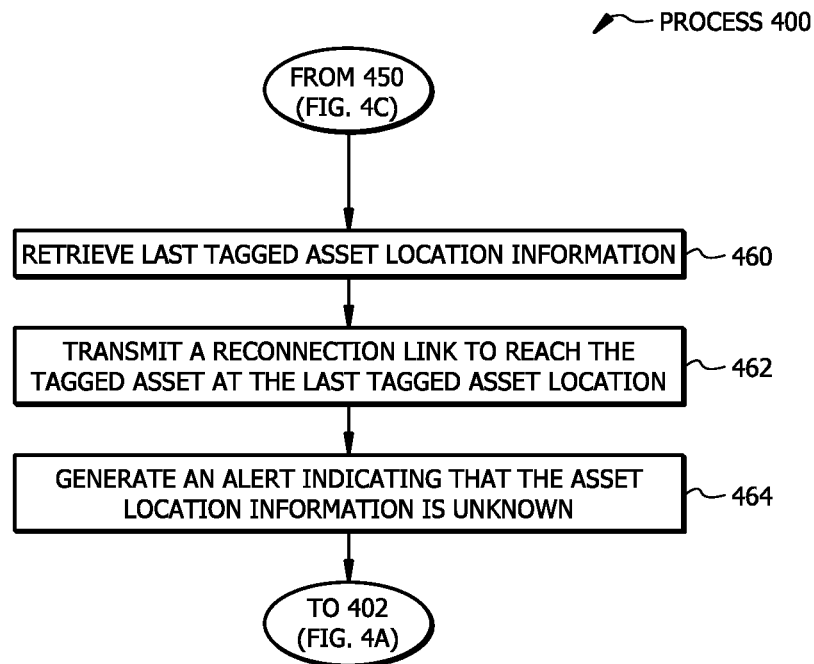 PROCESS 400
FROM 450
(FIG. 4C)
RETRIEVE LAST TAGGED ASSET LOCATION INFORMATION
460
TRANSMIT A RECONNECTION LINK TO REACH THE
TAGGED ASSET AT THE LAST TAGGED ASSET LOCATION
462
GENERATE AN ALERT INDICATING THAT THE ASSET
LOCATION INFORMATION IS UNKNOWN
464
TO 402
(FIG. 4A)